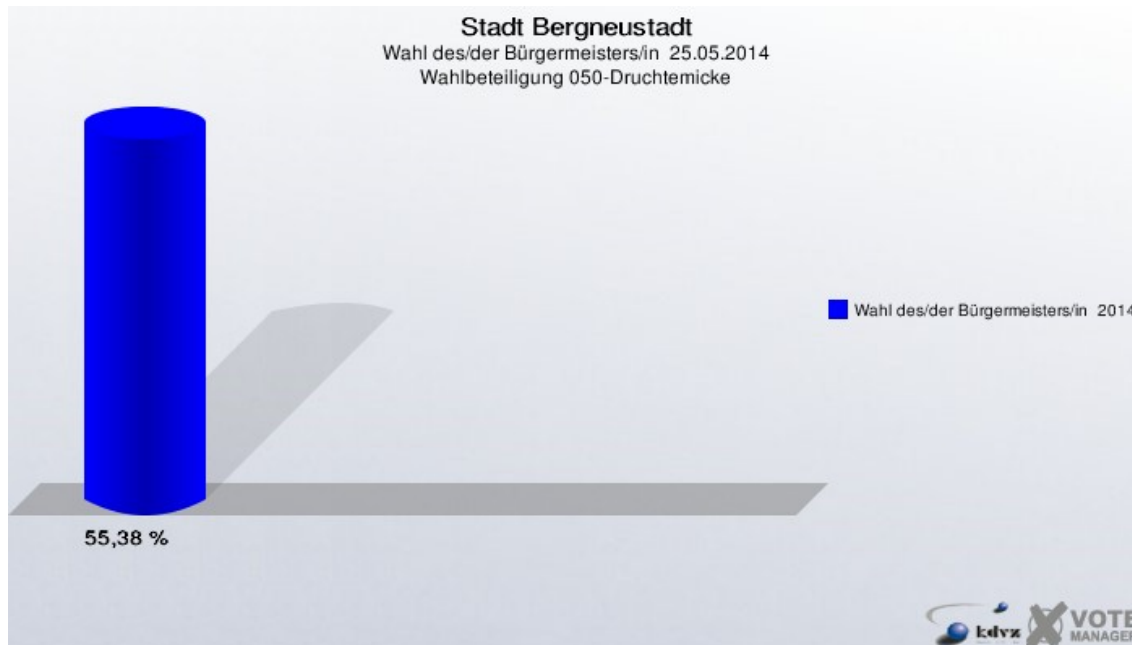 Stadt Bergneustadt
Wahl des/der Bürgermeisters/in 25.05.2014
Wahlbeteiligung 050-Druchtemicke
Wahl des/der Bürgermeisters/in 2014
55,38 %
kdvz
VOTE
MANAGER